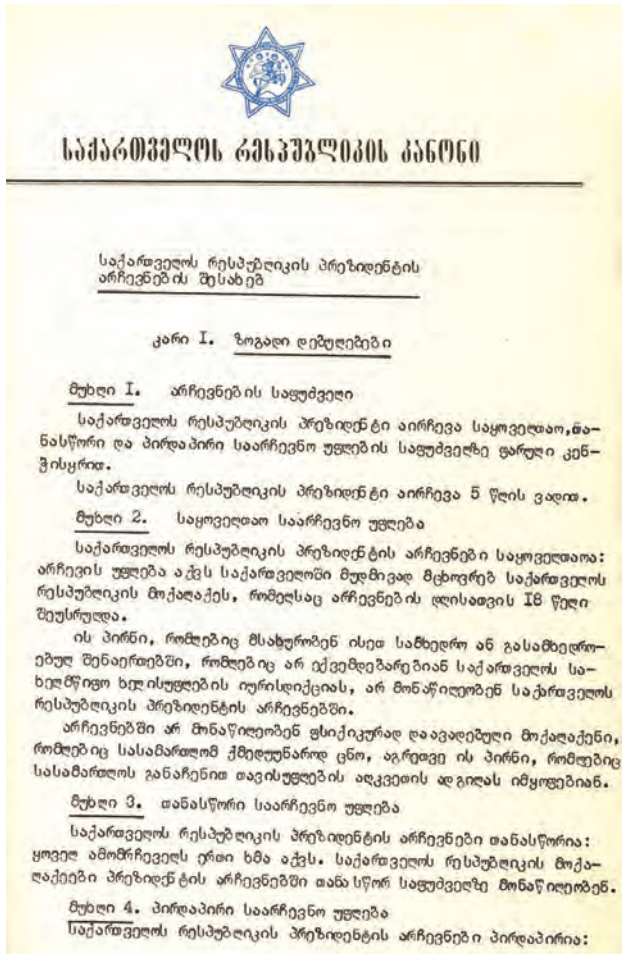 საქართველოს რესპუბლიკის კანონი
საქართველოს რესპუბლიკის პრეზიდენტის
არჩევნების შესახებ
კარი I. ზოგადი დებულებები
მუხლი I. არჩევნების საფუძველი
საქართველოს რესპუბლიკის პრეზიდენტი აირჩევა საყოველთაო,თა-
ნასწორი და პირდაპირი საარჩევნო უფლების საფუძველზე ფარული კენ-
ჭისყრით.
საქართველოს რესპუბლიკის პრეზიდენტი აირჩევა 5 წლის ვადით.
მუხლი 2. საყოველთაო საარჩევნო უფლება
საქართველოს რესპუბლიკის პრეზიდენტის არჩევნები საყოველთაოა:
არჩევის უფლება აქვს საქართველოში მუდმივად მცხოვრებ საქართველოს
რესპუბლიკის მოქალაქეს, რომელსაც არჩევნების დღისათვის I8 წელი
შეუსრულდა.
ის პირნი, რომლებიც მსახურობენ ისეთ სამხედრო ან გასამხედრო-
ებულ შენაერთებში, რომლებიც არ ექვემდებარებიან საქართველოს სა-
ხელმწიფო ხელისუფლების იურისდიქციას, არ მონაწილეობენ საქართველოს
რესპუბლიკის პრეზიდენტის არჩევნებში.
არჩევნებში არ მონაწილეობენ ფსიქიკურად დაავადებული მოქალაქენი,
რომლებიც სასამართლომ ქმედუუნაროდ ცნო, აგრეთვე ის პირნი, რომლებიც
სასამართლოს განაჩენით თავისუფლების აღკვეთის ადგილას იმყოფებიან.
მუხლი 3. თანასწორი საარჩევნო უფლება
საქართველოს რესპუბლიკის პრეზიდენტის არჩევნები თანასწორია:
ყოველ ამომრჩეველს ერთი ხმა აქვს. საქართველოს რესპუბლიკის მოქა-
ლაქეები პრეზიდენტის არჩევნებში თანასწორ საფუძველზე მონაწილეობენ.
მუხლი 4. პირდაპირი საარჩევნო უფლება
საქართველოს რესპუბლიკის პრეზიდენტის არჩევნები პირდაპირია: